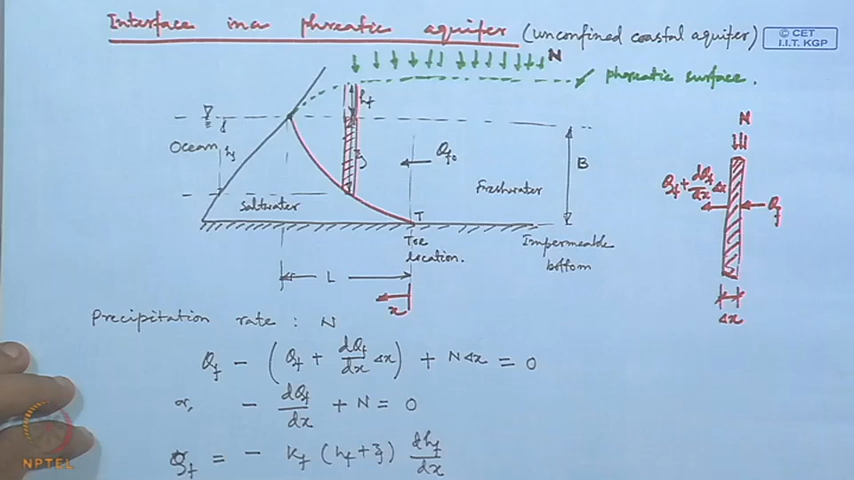 Interface in a phreatic aquifer (unconfined coastal aquifer)
© CET
I.I.T. KGP
N
phreatic surface.
h_f
Ocean
h_s
ξ
Q_f0
B
Saltwater
Freshwater
T
Toe location.
Impermeable bottom
L
x
N
Q_f + dQ_f/dx Δx
Q_f
Δx
Precipitation rate : N
Q_f - (Q_f + dQ_f/dx Δx) + NΔx = 0
or, - dQ_f/dx + N = 0
Q_f = - K_f (h_f + ξ) dh_f/dx
NPTEL